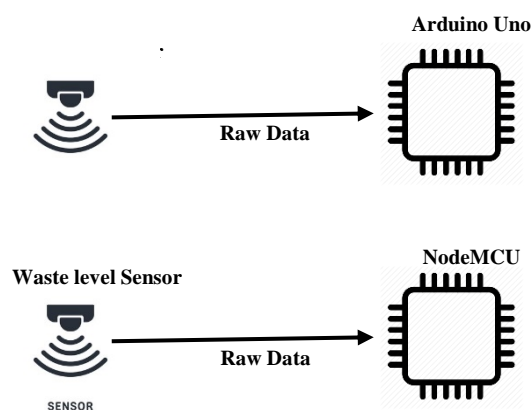 Arduino Uno
Raw Data
NodeMCU
Waste level Sensor
Raw Data
SENSOR